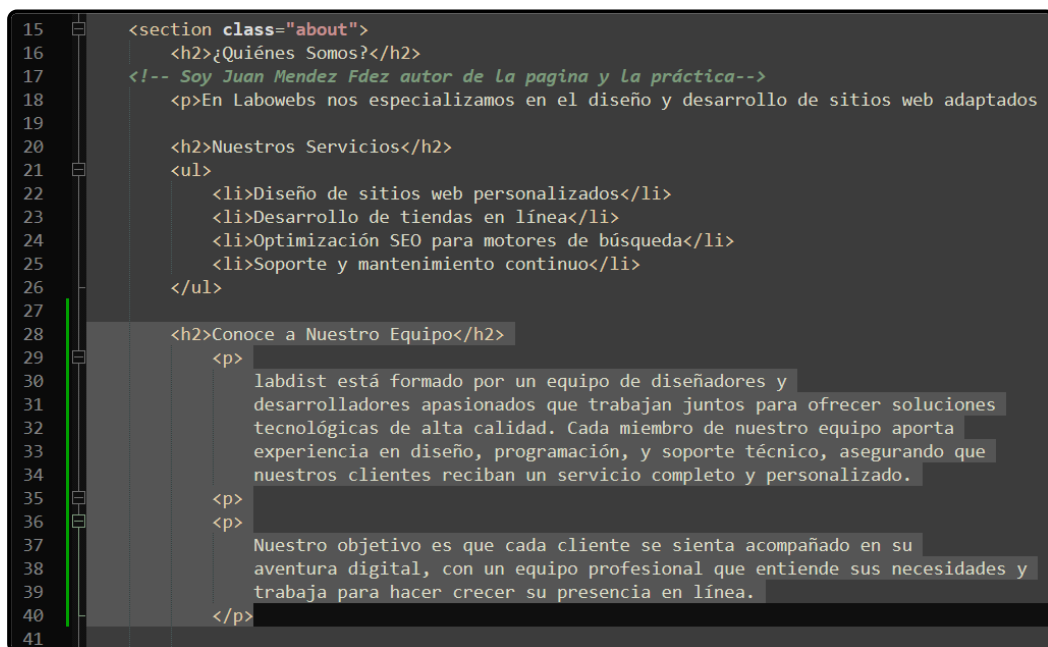 15 <section class="about">
16 <h2>¿Quiénes Somos?</h2>
17 <!-- Soy Juan Mendez Fdez autor de la pagina y la práctica-->
18 <p>En Labowebs nos especializamos en el diseño y desarrollo de sitios web adaptados
19
20 <h2>Nuestros Servicios</h2>
21 <ul>
22 <li>Diseño de sitios web personalizados</li>
23 <li>Desarrollo de tiendas en línea</li>
24 <li>Optimización SEO para motores de búsqueda</li>
25 <li>Soporte y mantenimiento continuo</li>
26 </ul>
27
28 <h2>Conoce a Nuestro Equipo</h2>
29 <p>
30 labdist está formado por un equipo de diseñadores y
31 desarrolladores apasionados que trabajan juntos para ofrecer soluciones
32 tecnológicas de alta calidad. Cada miembro de nuestro equipo aporta
33 experiencia en diseño, programación, y soporte técnico, asegurando que
34 nuestros clientes reciban un servicio completo y personalizado.
35 <p>
36 <p>
37 Nuestro objetivo es que cada cliente se sienta acompañado en su
38 aventura digital, con un equipo profesional que entiende sus necesidades y
39 trabaja para hacer crecer su presencia en línea.
40 </p>
41